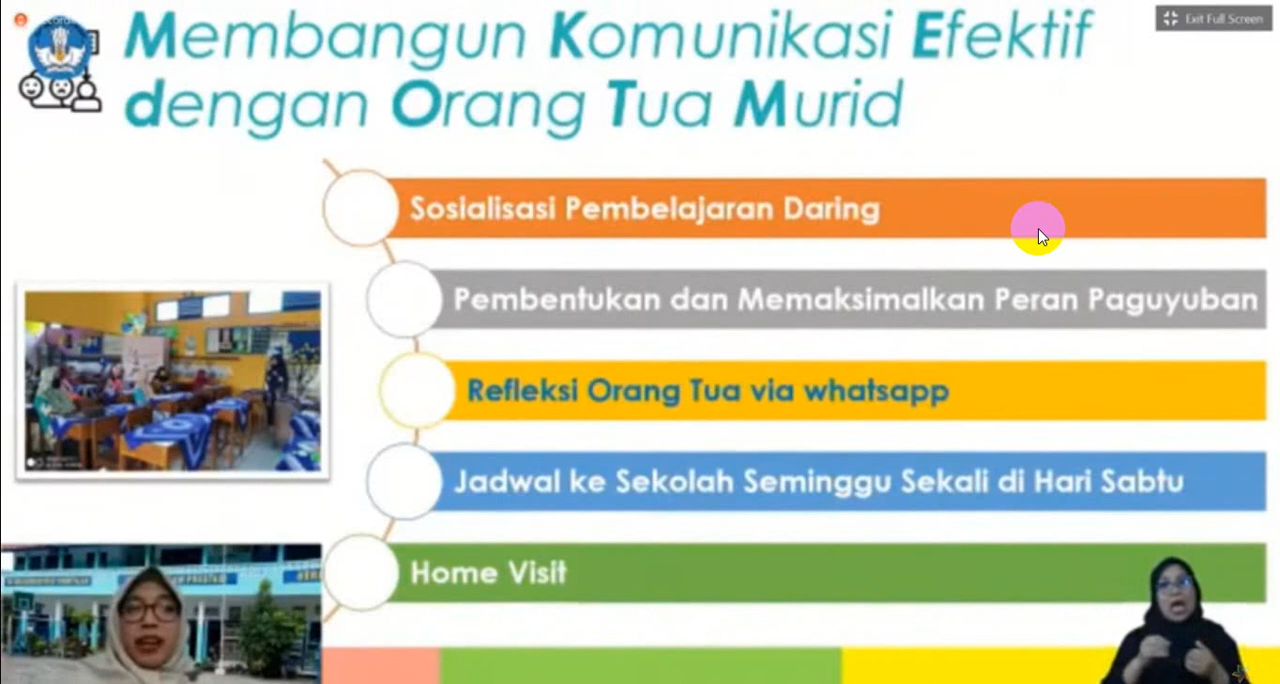 Exit Full Screen
Membangun Komunikasi Efektif
dengan Orang Tua Murid
Sosialisasi Pembelajaran Daring
Pembentukan dan Memaksimalkan Peran Paguyuban
Refleksi Orang Tua via whatsapp
Jadwal ke Sekolah Seminggu Sekali di Hari Sabtu
Home Visit